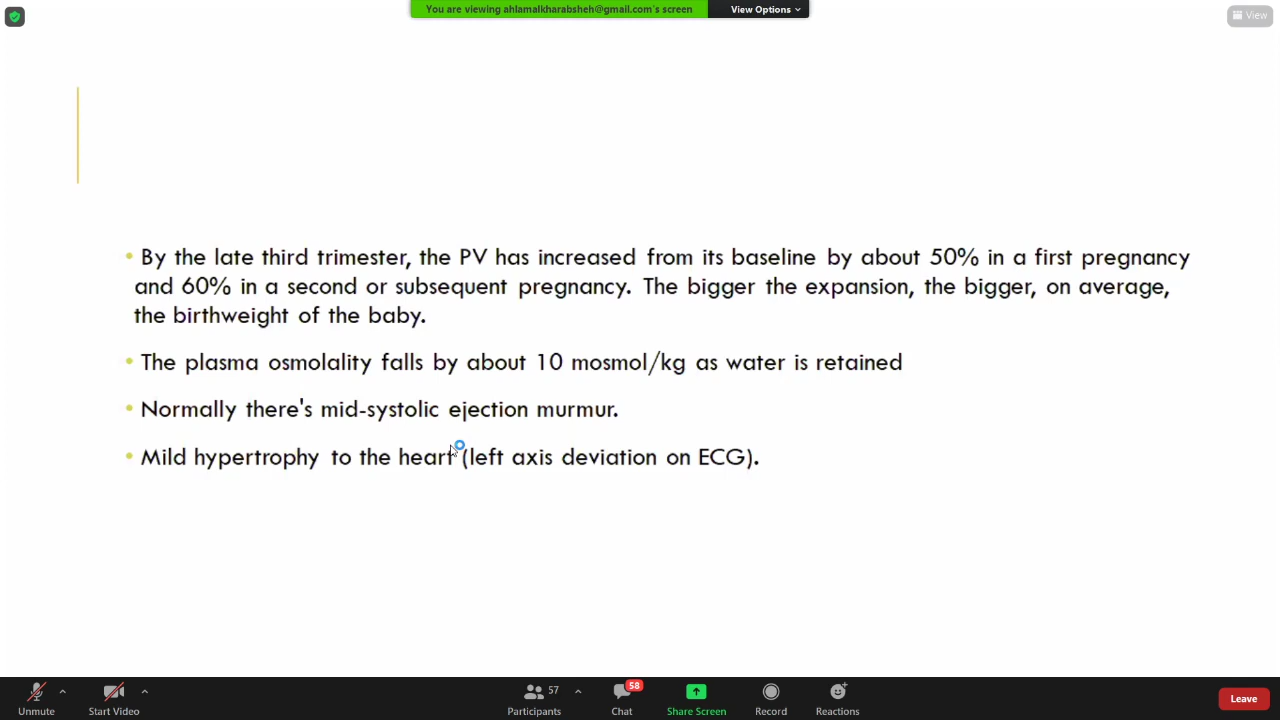 You are viewing ahlamalkharabsheh@gmail.com's screen
View Options
View
• By the late third trimester, the PV has increased from its baseline by about 50% in a first pregnancy
and 60% in a second or subsequent pregnancy. The bigger the expansion, the bigger, on average,
the birthweight of the baby.
• The plasma osmolality falls by about 10 mosmol/kg as water is retained
• Normally there's mid-systolic ejection murmur.
• Mild hypertrophy to the heart (left axis deviation on ECG).
57
58
Unmute
Start Video
Participants
Chat
Share Screen
Record
Reactions
Leave